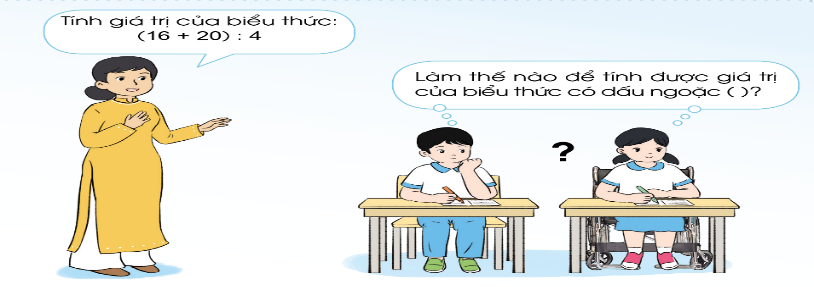 Tính giá trị của biểu thức:
(16 + 20) : 4
Làm thế nào để tính được giá trị
của biểu thức có dấu ngoặc ( )?
?